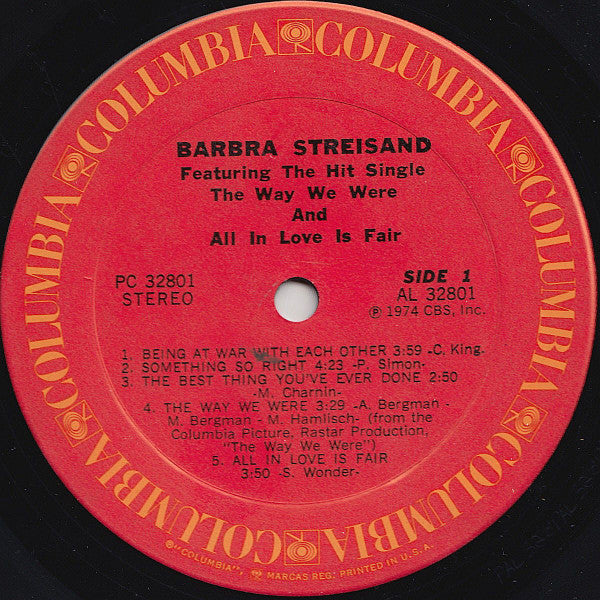 COLUMBIA COLUMBIA COLUMBIA COLUMBIA COLUMBIA COLUMBIA
BARBRA STREISAND
Featuring The Hit Single
The Way We Were
And
All In Love Is Fair
PC 32801
STEREO
SIDE 1
AL 32801
℗ 1974 CBS, Inc.
1. BEING AT WAR WITH EACH OTHER 3:59 -C. King-
2. SOMETHING SO RIGHT 4:23 -P. Simon-
3. THE BEST THING YOU'VE EVER DONE 2:50
-M. Charnin-
4. THE WAY WE WERE 3:29 -A. Bergman -
M. Bergman - M. Hamlisch- (from the
Columbia Picture, Rastar Production,
"The Way We Were")
5. ALL IN LOVE IS FAIR
3:50 -S. Wonder-
®"COLUMBIA", MARCAS REG. PRINTED IN U.S.A.